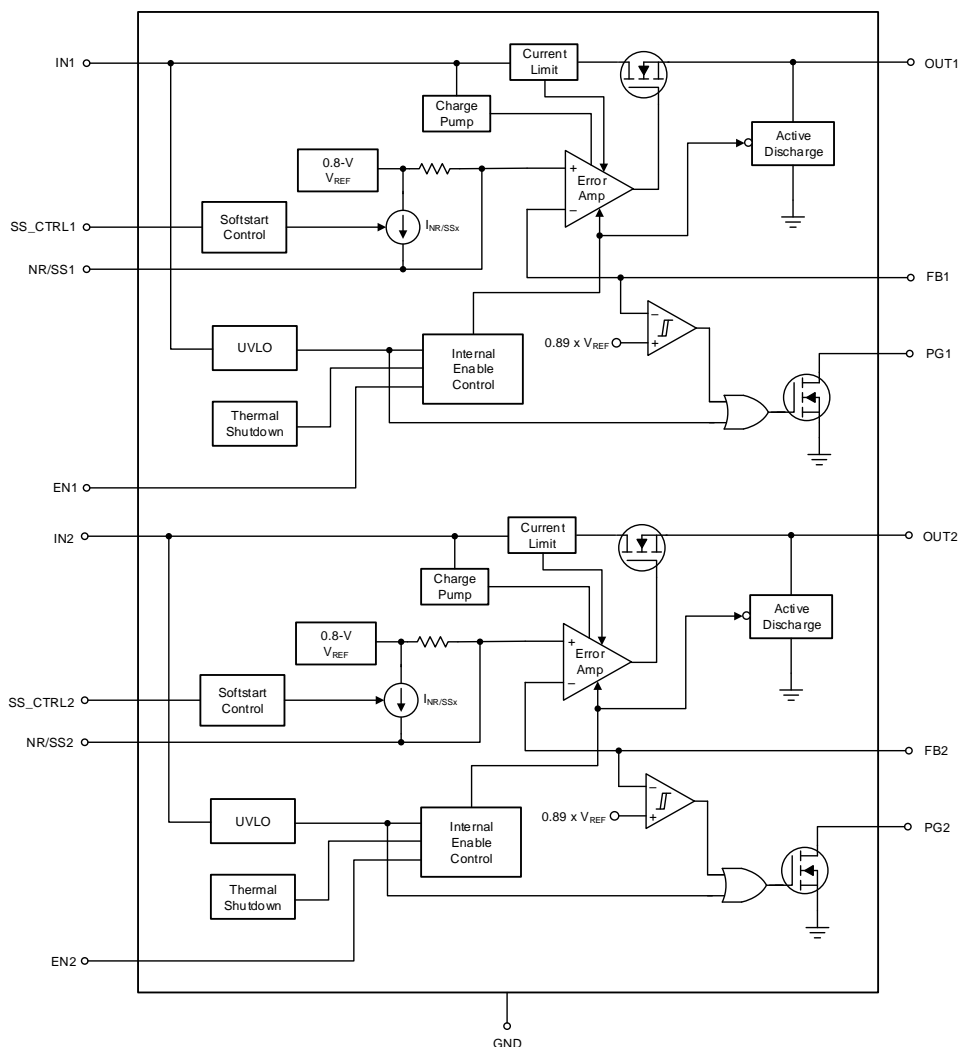 IN1
Current
Limit
OUT1
Charge
Pump
Active
Discharge
0.8-V
VREF
+
Error
Amp
−
SS_CTRL1
Softstart
Control
INR/SSx
NR/SS1
FB1
UVLO
Internal
Enable
Control
−
0.89 x VREF
+
PG1
Thermal
Shutdown
EN1
IN2
Current
Limit
OUT2
Charge
Pump
Active
Discharge
0.8-V
VREF
+
Error
Amp
−
SS_CTRL2
Softstart
Control
INR/SSx
NR/SS2
FB2
UVLO
Internal
Enable
Control
−
0.89 x VREF
+
PG2
Thermal
Shutdown
EN2
GND